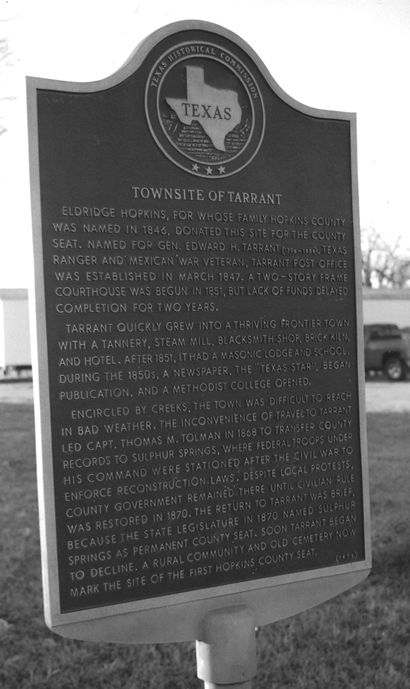 TEXAS HISTORICAL COMMISSION
TEXAS
TOWNSITE OF TARRANT
ELDRIDGE HOPKINS, FOR WHOSE FAMILY HOPKINS COUNTY
WAS NAMED IN 1846, DONATED THIS SITE FOR THE COUNTY
SEAT. NAMED FOR GEN. EDWARD H. TARRANT TEXAS
RANGER AND MEXICAN WAR VETERAN, TARRANT POST OFFICE
WAS ESTABLISHED IN MARCH 1847. A TWO-STORY FRAME
COURTHOUSE WAS BEGUN IN 1851, BUT LACK OF FUNDS DELAYED
COMPLETION FOR TWO YEARS.
TARRANT QUICKLY GREW INTO A THRIVING FRONTIER TOWN
WITH A TANNERY, STEAM MILL, BLACKSMITH SHOP, BRICK KILN,
AND HOTEL. AFTER 1851, IT HAD A MASONIC LODGE AND SCHOOL.
DURING THE 1850S, A NEWSPAPER, THE "TEXAS STAR", BEGAN
PUBLICATION, AND A METHODIST COLLEGE OPENED.
ENCIRCLED BY CREEKS, THE TOWN WAS DIFFICULT TO REACH
IN BAD WEATHER. THE INCONVENIENCE OF TRAVEL TO TARRANT
LED CAPT. THOMAS M. TOLMAN IN 1868 TO TRANSFER COUNTY
RECORDS TO SULPHUR SPRINGS, WHERE FEDERAL TROOPS UNDER
HIS COMMAND WERE STATIONED AFTER THE CIVIL WAR TO
ENFORCE RECONSTRUCTION LAWS. DESPITE LOCAL PROTESTS,
COUNTY GOVERNMENT REMAINED THERE UNTIL CIVILIAN RULE
WAS RESTORED IN 1870. THE RETURN TO TARRANT WAS BRIEF,
BECAUSE THE STATE LEGISLATURE IN 1870 NAMED SULPHUR
SPRINGS AS PERMANENT COUNTY SEAT. SOON TARRANT BEGAN
TO DECLINE. A RURAL COMMUNITY AND OLD CEMETERY NOW
MARK THE SITE OF THE FIRST HOPKINS COUNTY SEAT.